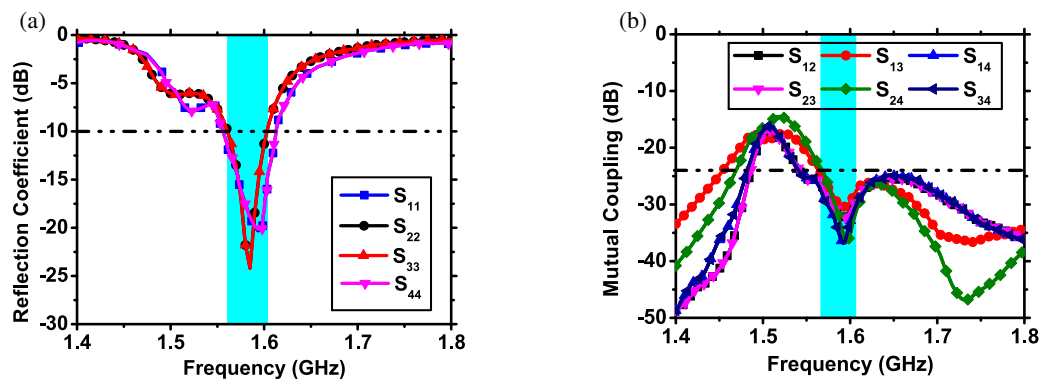 (a)
0
-5
-10
-15
-20
-25
-30
Reflection Coefficient (dB)
S11
S22
S33
S44
1.4 1.5 1.6 1.7 1.8
Frequency (GHz)
(b)
0
-10
-20
-30
-40
-50
Mutual Coupling (dB)
S12 S13 S14
S23 S24 S34
1.4 1.5 1.6 1.7 1.8
Frequency (GHz)